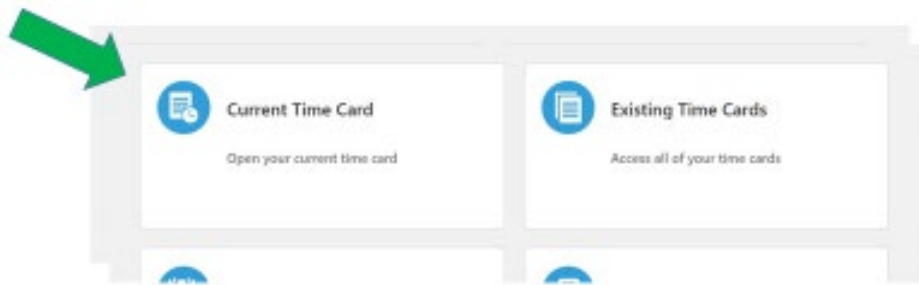 Current Time Card
Open your current time card
Existing Time Cards
Access all of your time cards